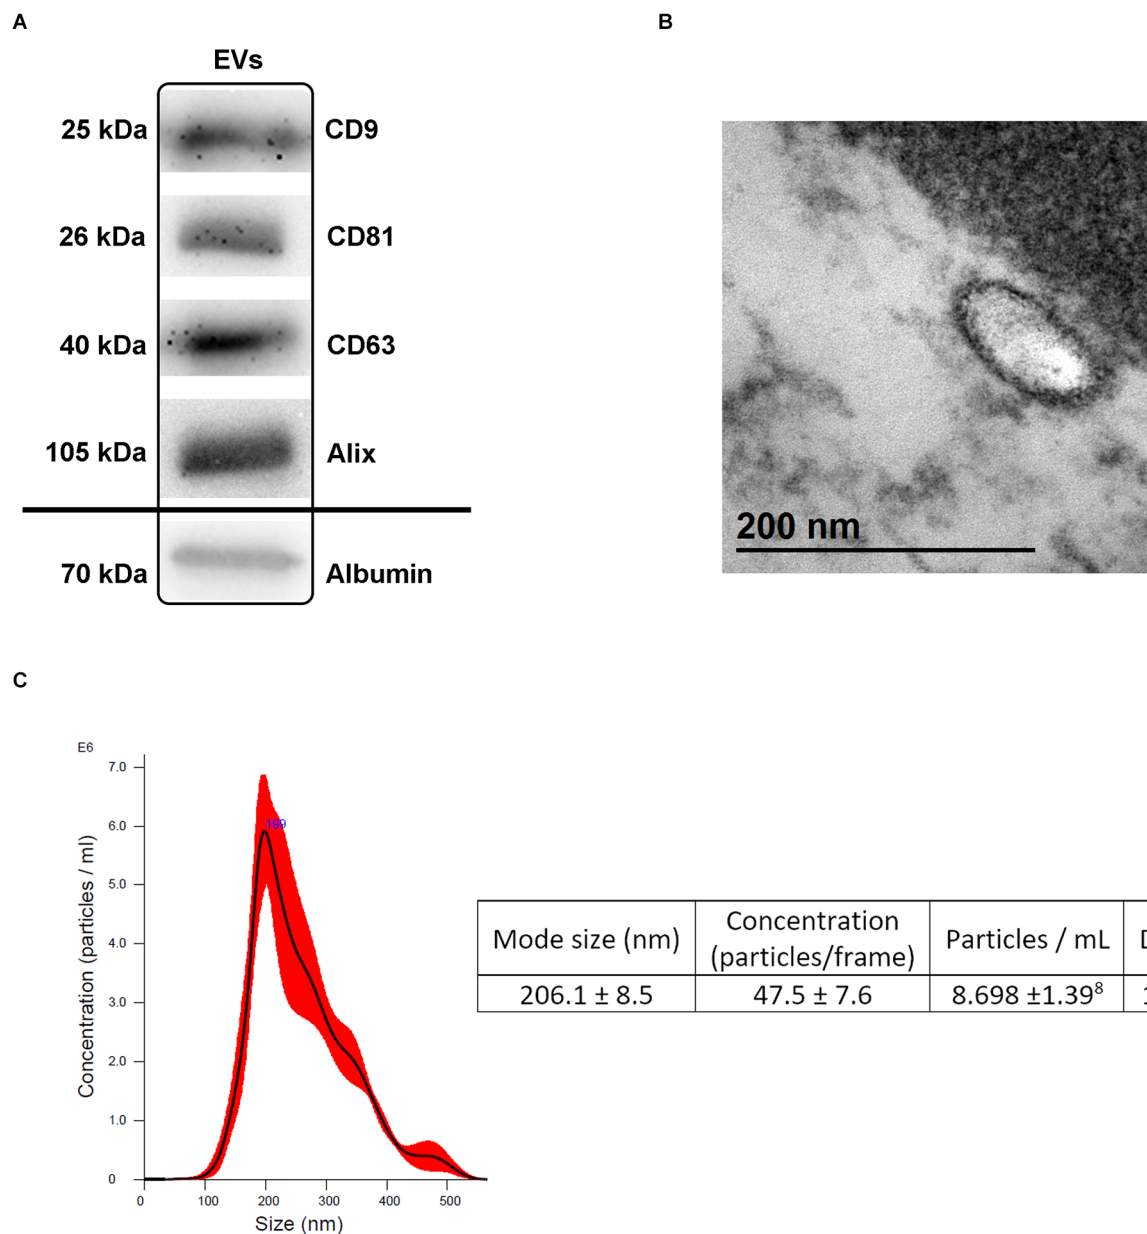 A
EVs
25 kDa CD9
26 kDa CD81
40 kDa CD63
105 kDa Alix
70 kDa Albumin
B
200 nm
C
E6
7.0
6.0
5.0
4.0
3.0
2.0
1.0
0
Concentration (particles / ml)
199
0 100 200 300 400 500
Size (nm)
Mode size (nm) Concentration (particles/frame) Particles / mL D
206.1 ± 8.5 47.5 ± 7.6 8.698 ±1.39⁸ 1